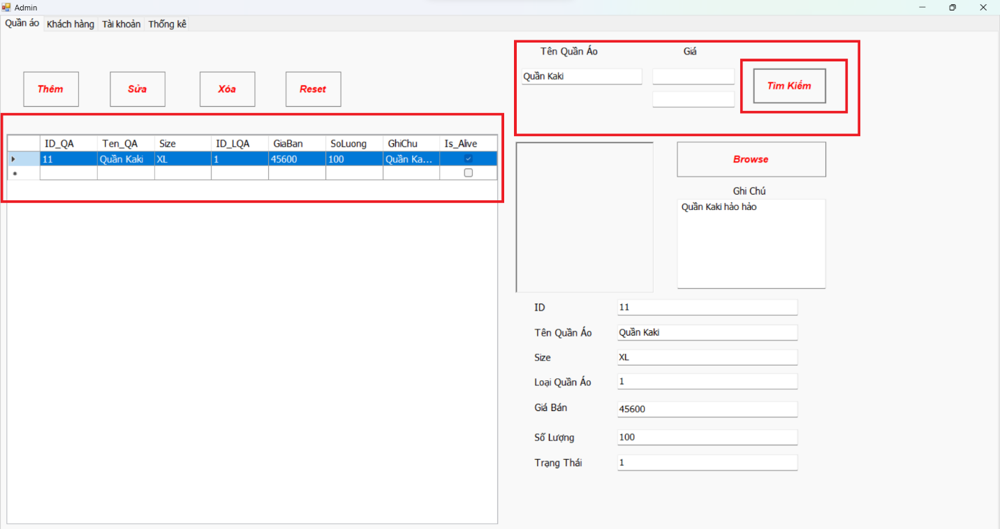 Admin
Quần áo Khách hàng Tài khoản Thống kê
Tên Quần Áo Giá
Quần Kaki
Tìm Kiếm
Thêm Sửa Xóa Reset
ID_QA Ten_QA Size ID_LQA GiaBan SoLuong GhiChu Is_Alive
11 Quần Kaki XL 1 45600 100 Quần Ka...
Browse
Ghi Chú
Quần Kaki hảo hảo
ID 11
Tên Quần Áo Quần Kaki
Size XL
Loại Quần Áo 1
Giá Bán 45600
Số Lượng 100
Trạng Thái 1